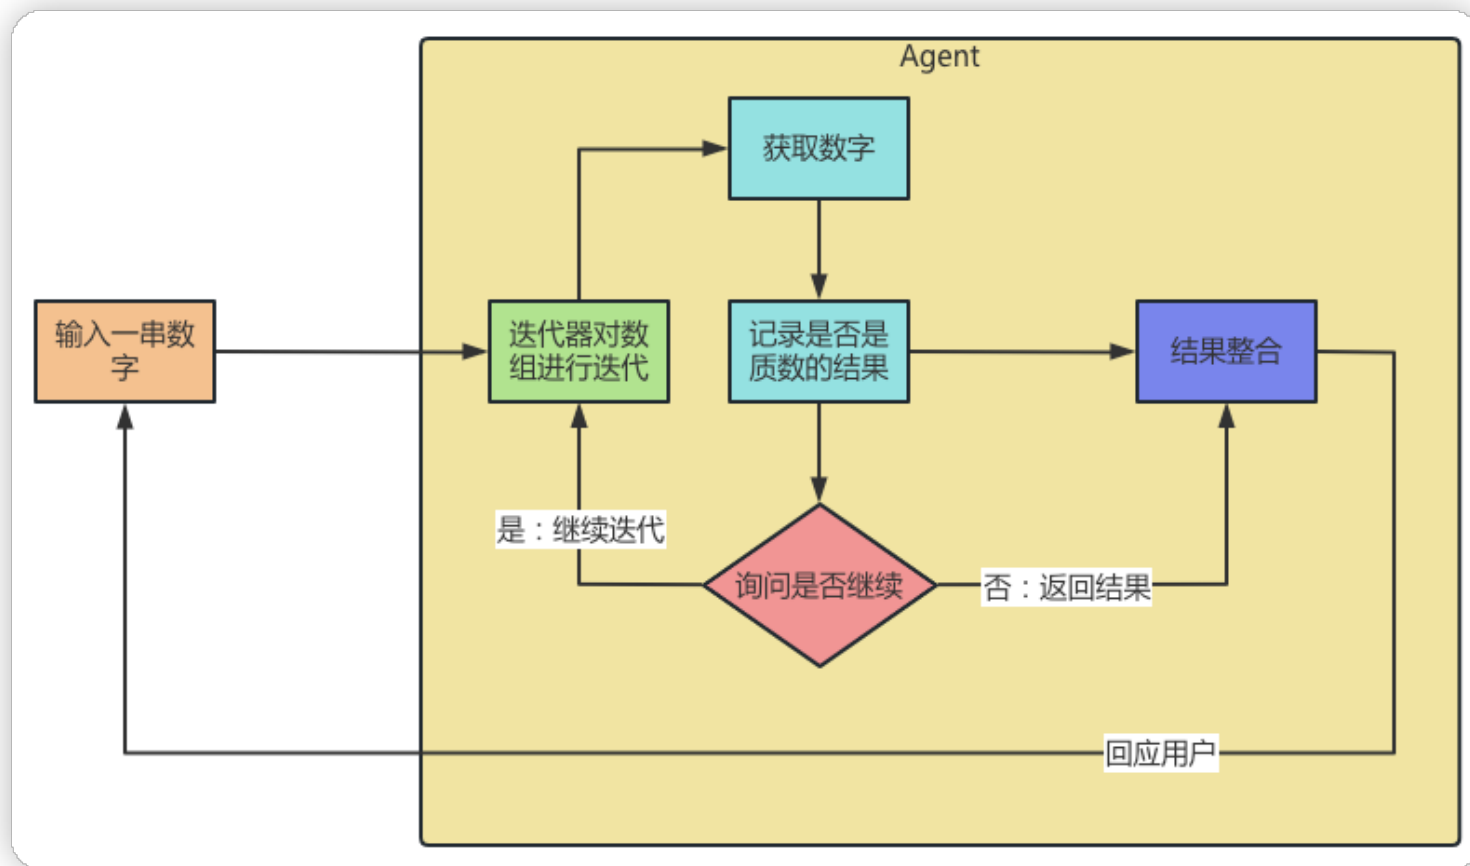 Agent
获取数字
输入一串数
字
迭代器对数
组进行迭代
记录是否是
质数的结果
结果整合
是：继续迭代
询问是否继续
否：返回结果
回应用户